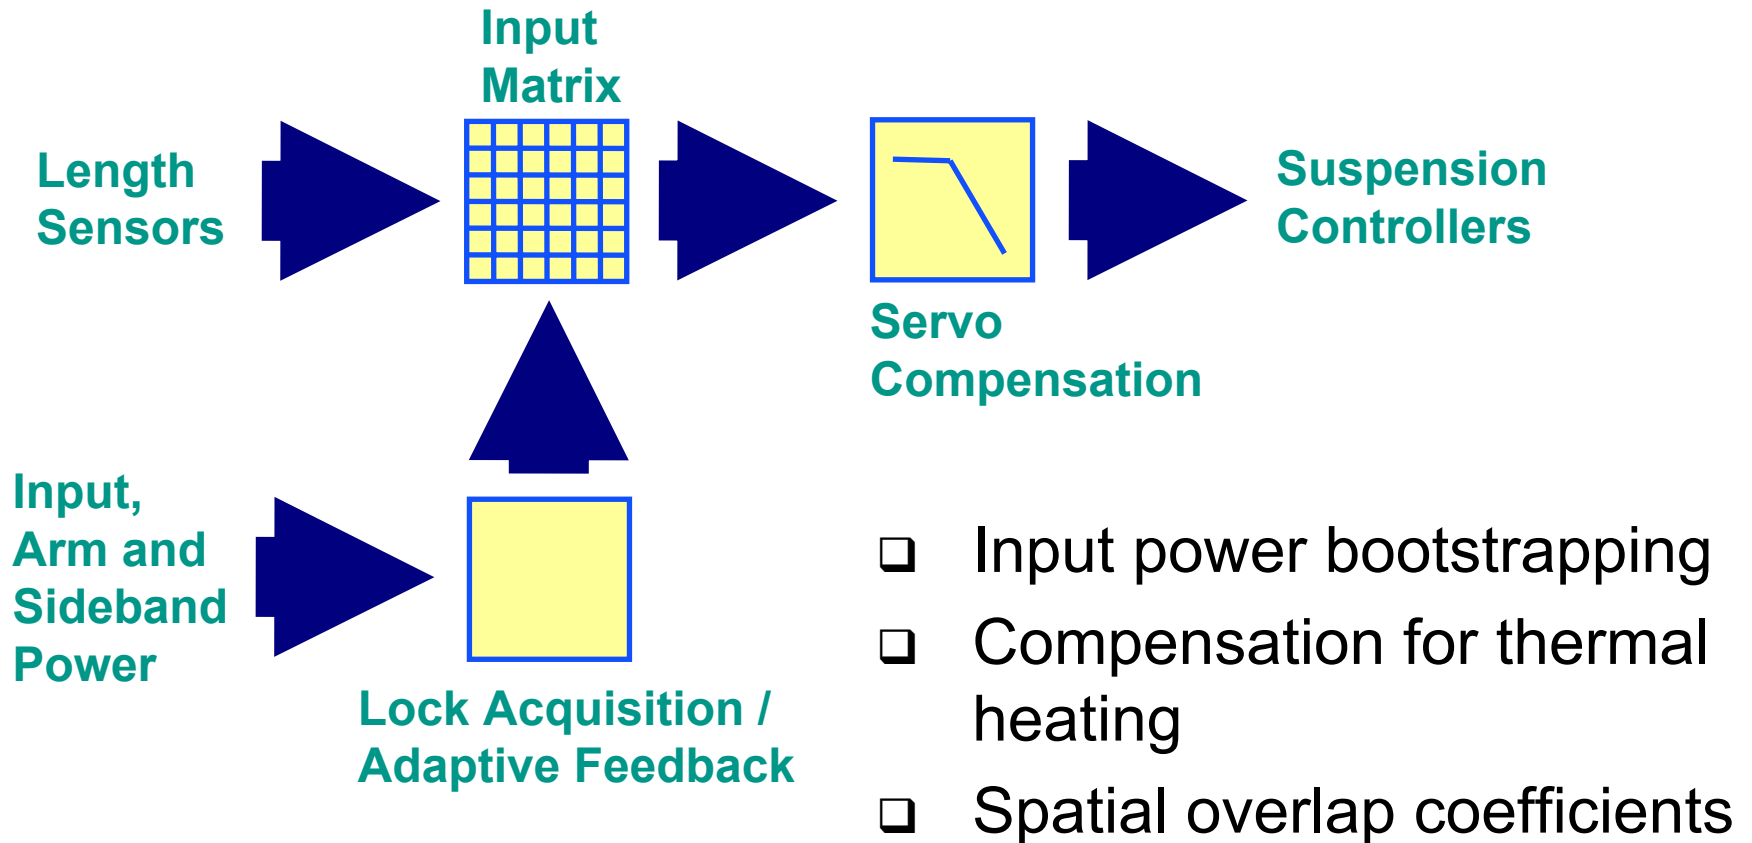 Input
Matrix
Length
Sensors
Suspension
Controllers
Servo
Compensation
Input,
Arm and
Sideband
Power
Lock Acquisition /
Adaptive Feedback
❑ Input power bootstrapping
❑ Compensation for thermal
heating
❑ Spatial overlap coefficients